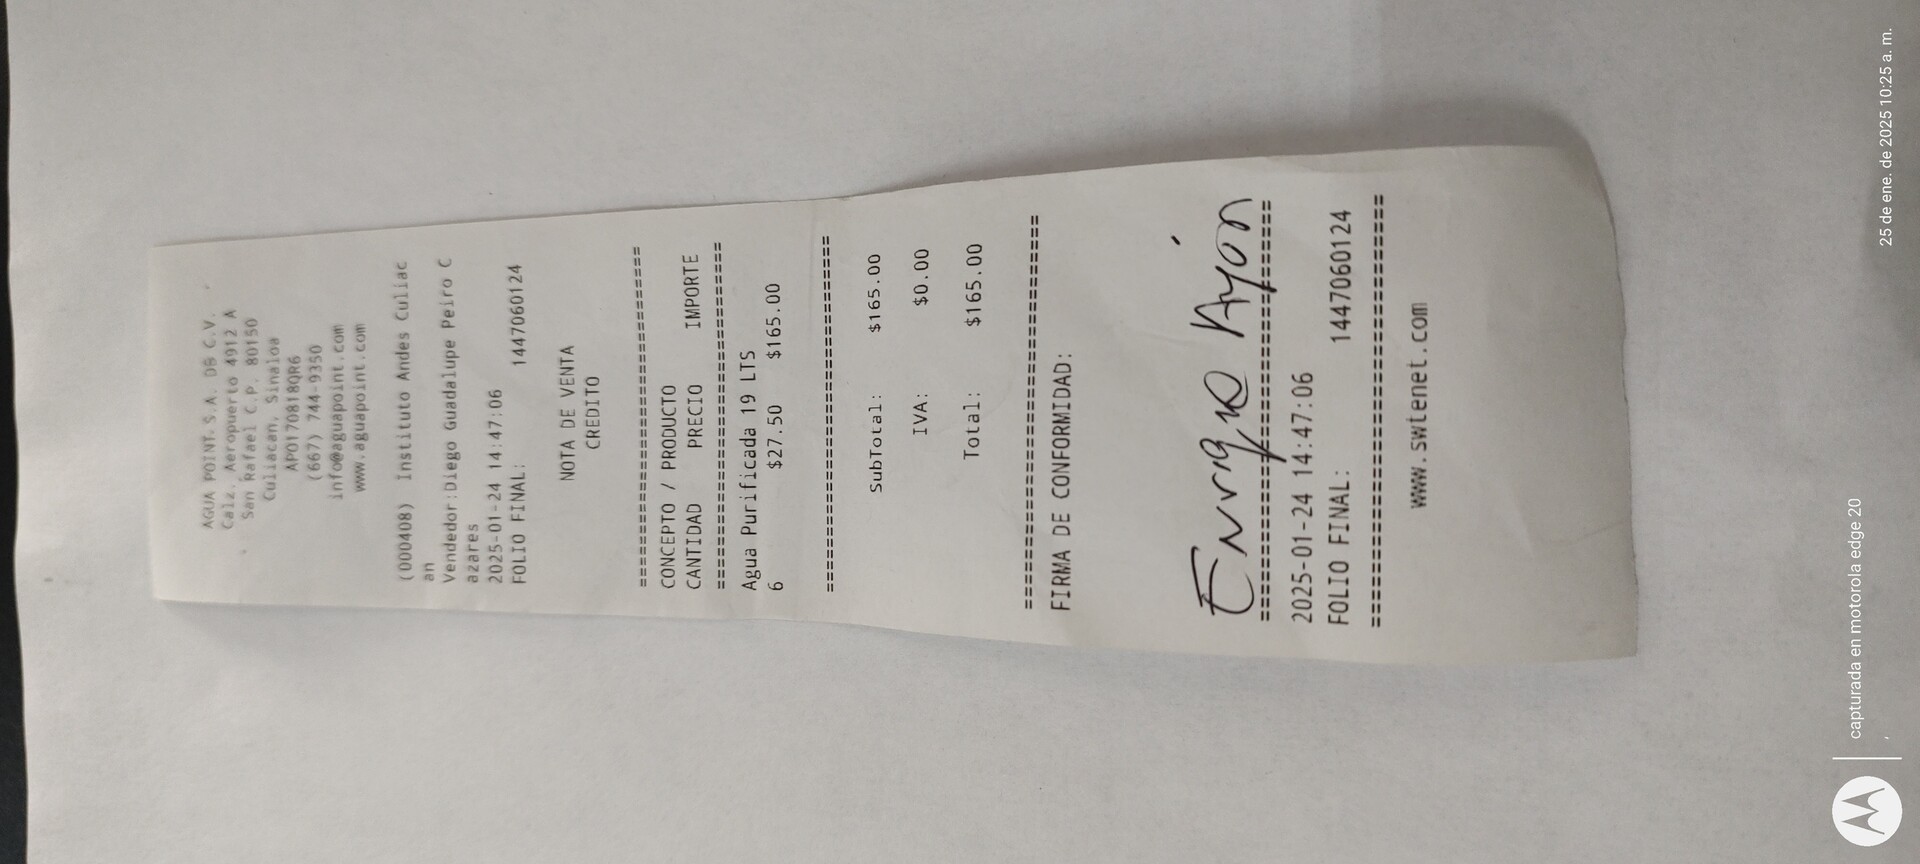 AGUA POINT. S.A. DE C.V.
Calz. Aeropuerto 4912 A
San Rafael C.P. 80150
Culiacan, Sinaloa
APO170818QR6
(667) 744-9350
info@aguapoint.com
www.aguapoint.com
(000408) Instituto Andes Culiac
an
Vendedor:Diego Guadalupe Peiro C
azares
2025-01-24 14:47:06
FOLIO FINAL: 1447060124
NOTA DE VENTA
CREDITO
================================
CONCEPTO / PRODUCTO
CANTIDAD PRECIO IMPORTE
================================
Agua Purificada 19 LTS
6 $27.50 $165.00
================================
SubTotal: $165.00
IVA: $0.00
Total: $165.00
================================
FIRMA DE CONFORMIDAD:
Enrique Ayón
================================
2025-01-24 14:47:06
FOLIO FINAL: 1447060124
================================
www.swtenet.com
capturada en motorola edge 20
25 de ene. de 2025 10:25 a. m.